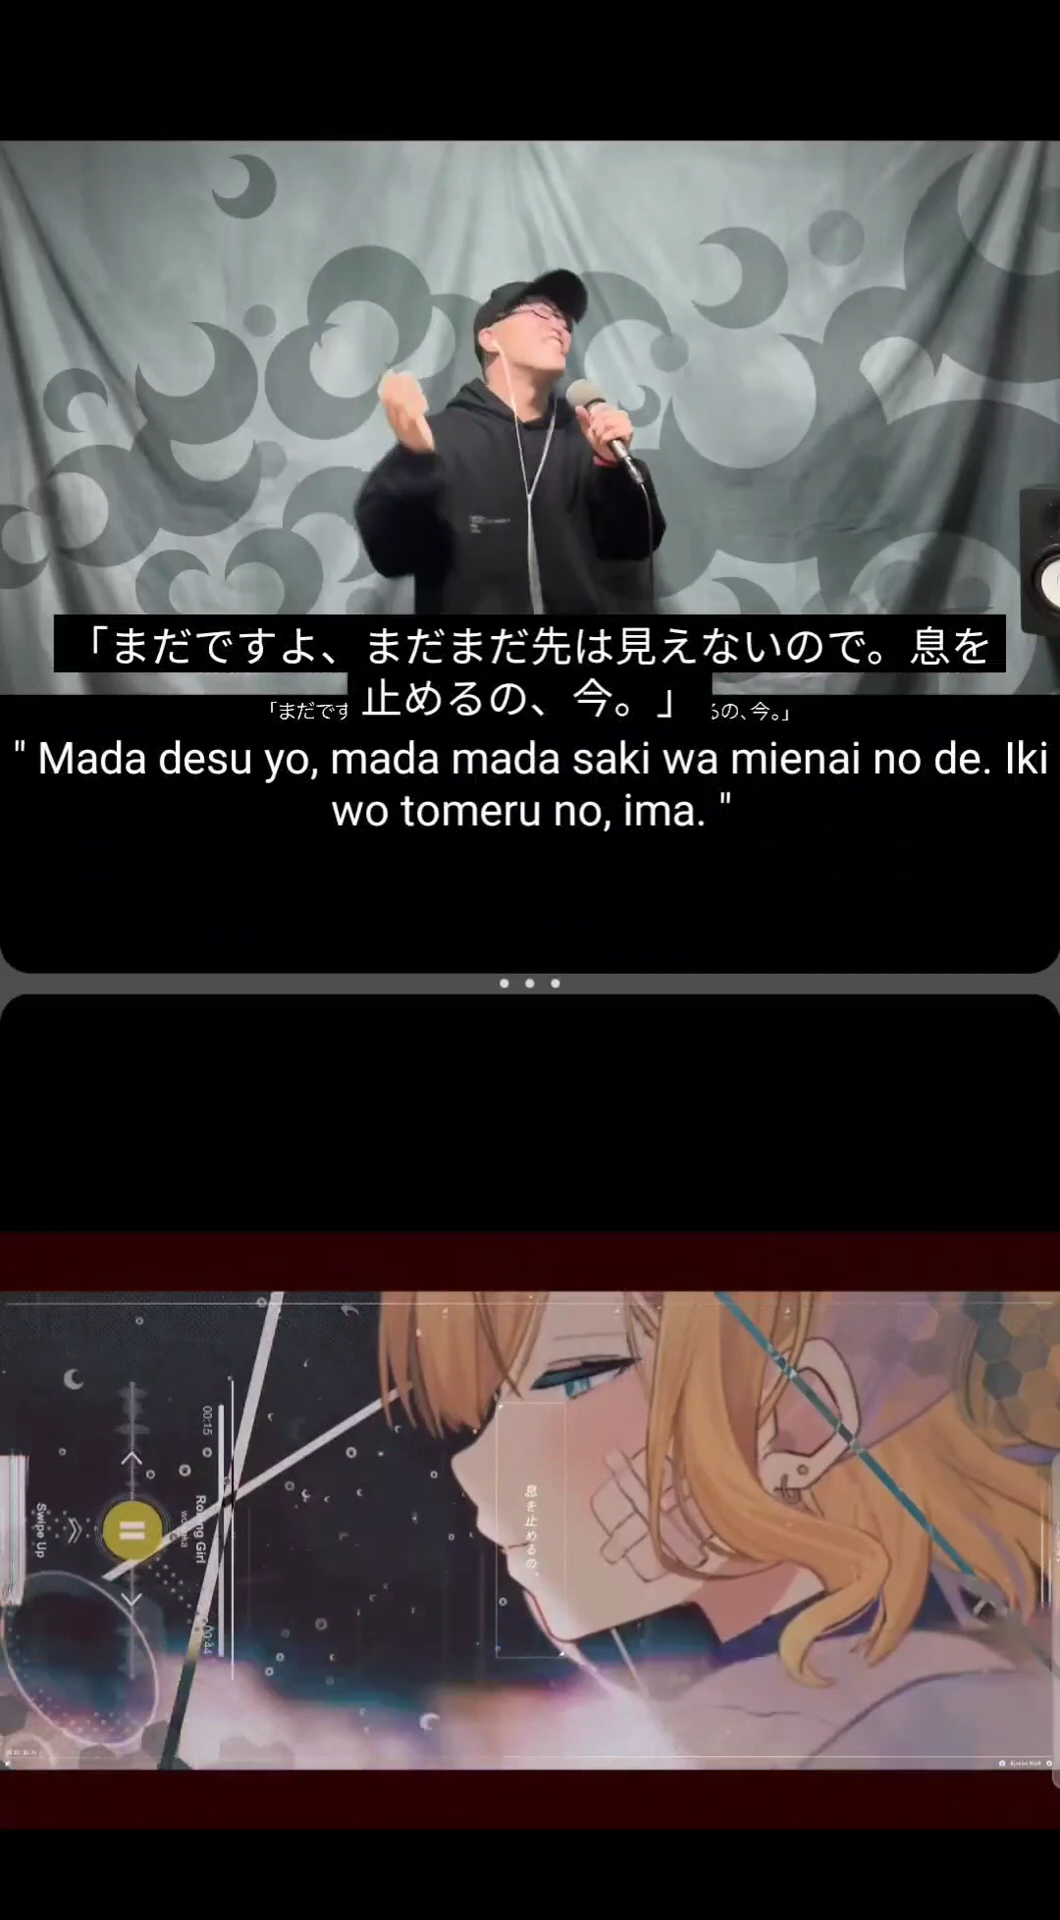 「まだですよ、まだまだ先は見えないので。息を
止めるの、今。」
「まだです
るの、今。」
" Mada desu yo, mada mada saki wa mienai no de. Iki
wo tomeru no, ima. "
00:15
Rolling Girl
wowaka
Swipe Up
息を止めるの、